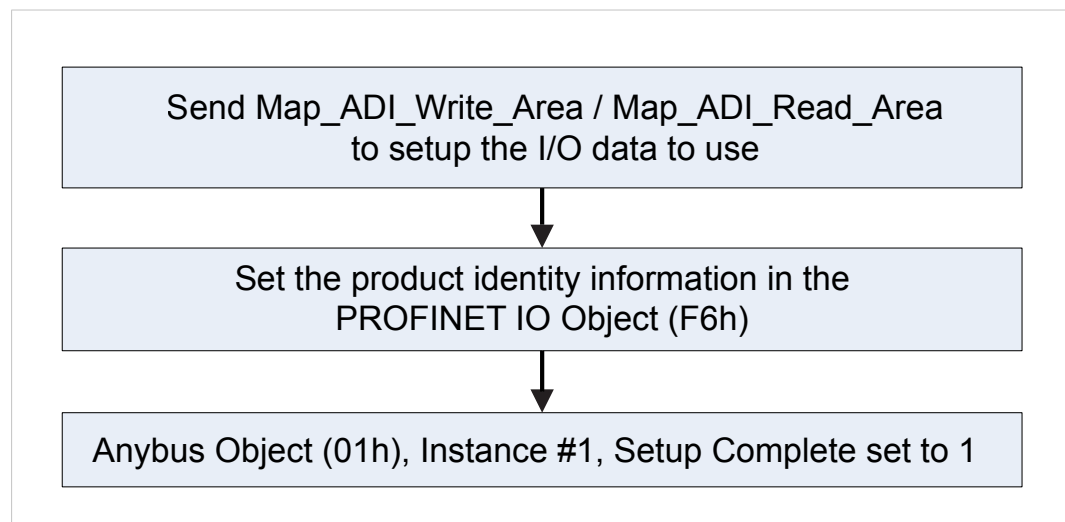 Send Map_ADI_Write_Area / Map_ADI_Read_Area
to setup the I/O data to use
Set the product identity information in the
PROFINET IO Object (F6h)
Anybus Object (01h), Instance #1, Setup Complete set to 1